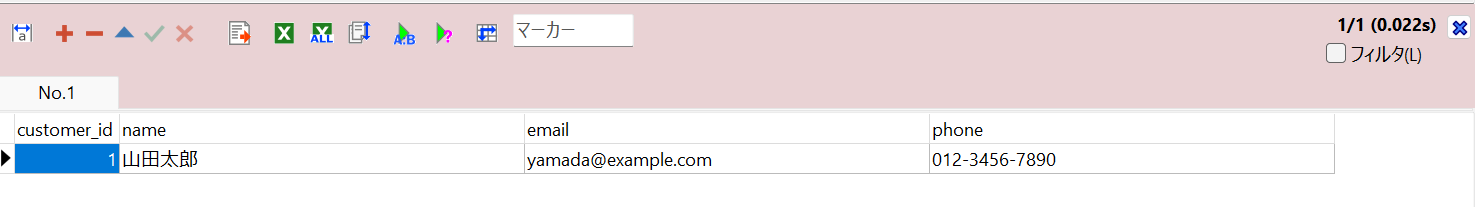 a
ALL
A.B
?
マーカー
1/1 (0.022s)
フィルタ(L)
No.1
customer_id name email phone
1 山田太郎 yamada@example.com 012-3456-7890